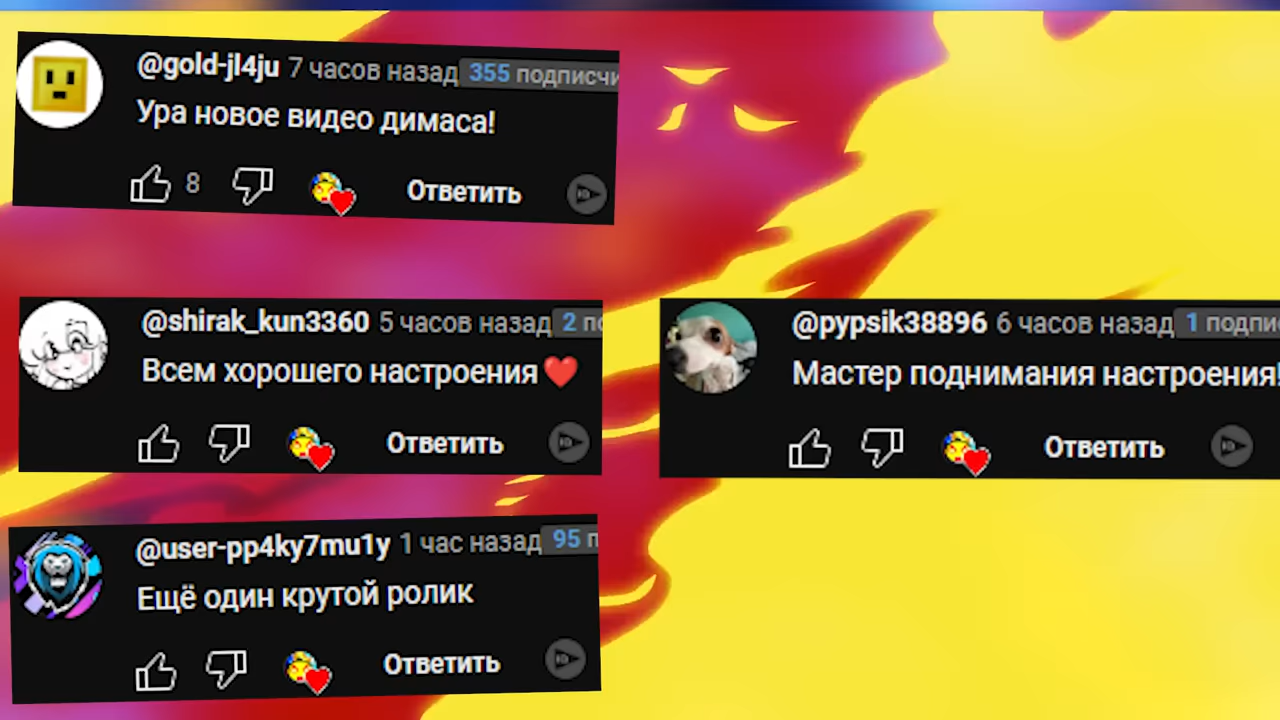 @gold-jl4ju 7 часов назад 355 подписчи
Ура новое видео димаса!
8 Ответить
@shirak_kun3360 5 часов назад 2 по
Всем хорошего настроения❤️
Ответить
@pypsik38896 6 часов назад 1 подпис
Мастер поднимания настроения!
Ответить
@user-pp4ky7mu1y 1 час назад 95 п
Ещё один крутой ролик
Ответить